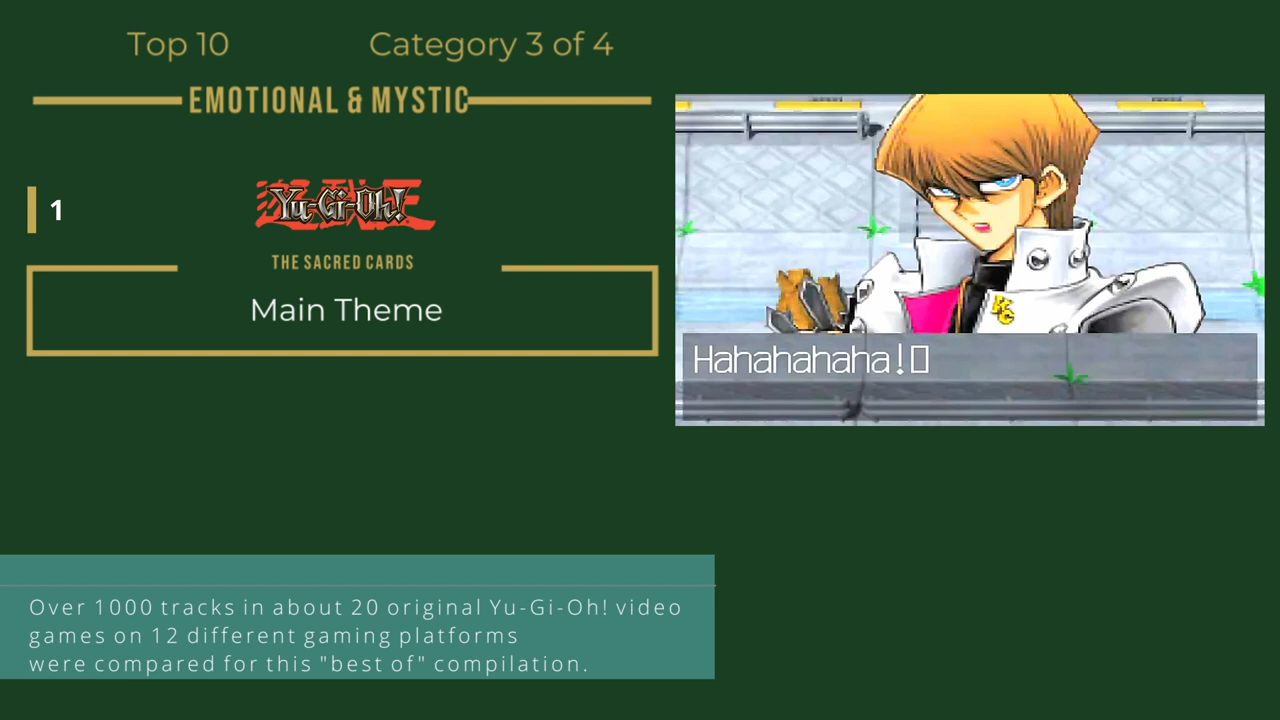 Top 10
Category 3 of 4
EMOTIONAL & MYSTIC
1
Yu-Gi-Oh!
THE SACRED CARDS
Main Theme
KC
Hahahahaha!▯
Over 1000 tracks in about 20 original Yu-Gi-Oh! video
games on 12 different gaming platforms
were compared for this "best of" compilation.